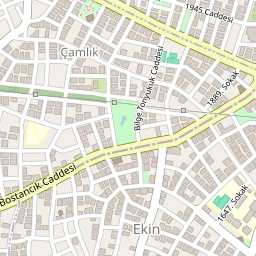 1945 Caddesi
Çamlık
Bilge Tonyukuk Caddesi
1889. Sokak
Bostancık Caddesi
1647. Sokak
Ekin